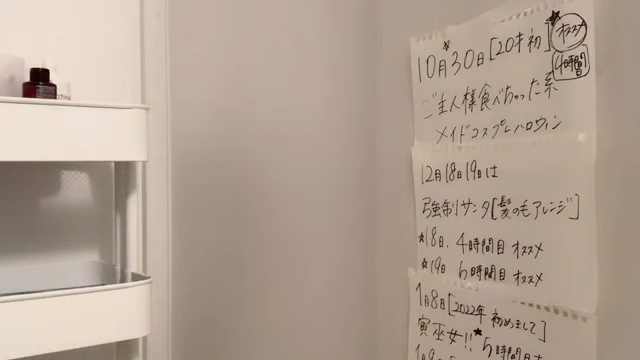 10月30日[20才初] オススメ
4時間
ご主人様食べちゃった系
メイドコスプレハロウィン
12月18日19日は
強制サンタ[髪の毛アレンジ]
★18日、4時間目 オススメ
★19日 6時間目 オススメ
1月8日[2022年 初めまして]
寅巫女!!★5時間